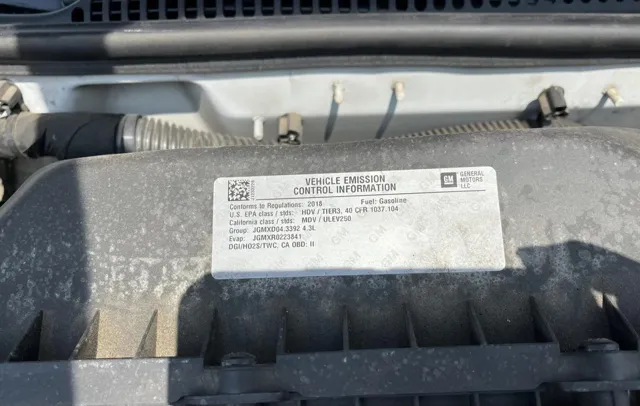 VEHICLE EMISSION
CONTROL INFORMATION
GM
GENERAL
MOTORS
LLC
Conforms to Regulations: 2018 Fuel: Gasoline
U.S. EPA class / stds: HDV / TIER3, 40 CFR 1037.104
California class / stds: MDV / ULEV250
Group: JGMXD04.3392 4.3L
Evap: JGMXR0223841
DGI/HO2S/TWC, CA OBD: II